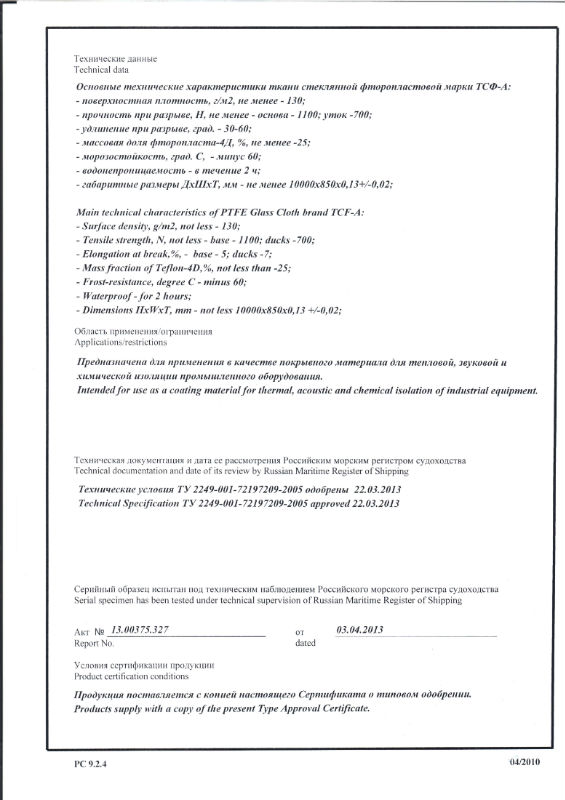 Технические данные
Technical data
Основные технические характеристики ткани стеклянной фторопластовой марки ТСФ-А:
- поверхностная плотность, г/м2, не менее - 130;
- прочность при разрыве, Н, не менее - основа - 1100; уток -700;
- удлинение при разрыве, град. - 30-60;
- массовая доля фторопласта-4Д, %, не менее -25;
- морозостойкость, град. С, - минус 60;
- водонепроницаемость - в течение 2 ч;
- габаритные размеры ДхШхТ, мм - не менее 10000х850х0,13+/-0,02;
Main technical characteristics of PTFE Glass Cloth brand TCF-A:
- Surface density, g/m2, not less - 130;
- Tensile strength, N, not less - base - 1100; ducks -700;
- Elongation at break,%, - base - 5; ducks -7;
- Mass fraction of Teflon-4D,%, not less than -25;
- Frost-resistance, degree C - minus 60;
- Waterproof - for 2 hours;
- Dimensions ПxWxT, mm - not less 10000x850x0,13 +/-0,02;
Область применения/ограничения
Applications/restrictions
Предназначена для применения в качестве покрывного материала для тепловой, звуковой и
химической изоляции промышленного оборудования.
Intended for use as a coating material for thermal, acoustic and chemical isolation of industrial equipment.
Техническая документация и дата ее рассмотрения Российским морским регистром судоходства
Technical documentation and date of its review by Russian Maritime Register of Shipping
Технические условия ТУ 2249-001-72197209-2005 одобрены 22.03.2013
Technical Specification ТУ 2249-001-72197209-2005 approved 22.03.2013
Серийный образец испытан под техническим наблюдением Российского морского регистра судоходства
Serial specimen has been tested under technical supervision of Russian Maritime Register of Shipping
Акт № 13.00375.327 от 03.04.2013
Report No. dated
Условия сертификации продукции
Product certification conditions
Продукция поставляется с копией настоящего Сертификата о типовом одобрении.
Products supply with a copy of the present Type Approval Certificate.
РС 9.2.4 04/2010